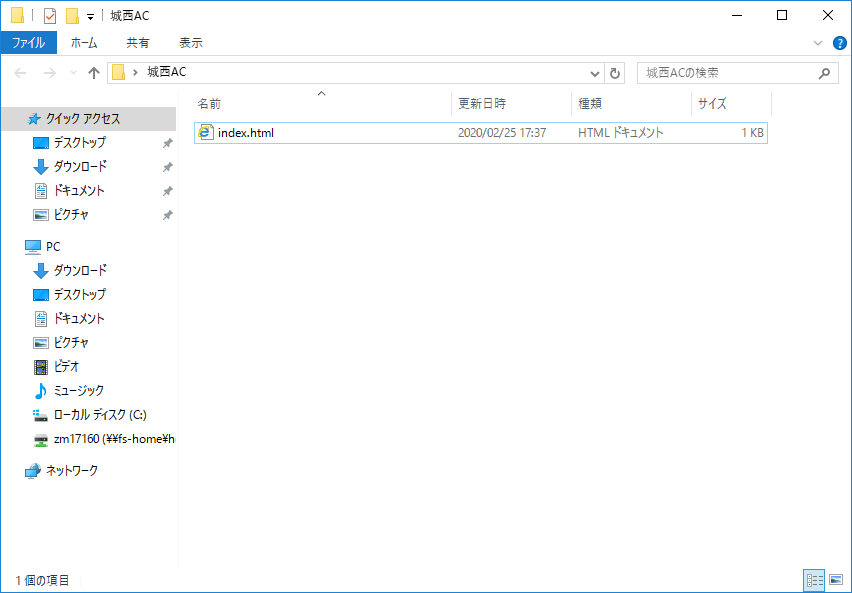 城西AC
ファイル ホーム 共有 表示
城西AC 城西ACの検索
名前 更新日時 種類 サイズ
index.html 2020/02/25 17:37 HTML ドキュメント 1 KB
クイック アクセス
デスクトップ
ダウンロード
ドキュメント
ピクチャ
PC
ダウンロード
デスクトップ
ドキュメント
ピクチャ
ビデオ
ミュージック
ローカル ディスク (C:)
zm17160 (¥¥fs-home¥h
ネットワーク
1 個の項目